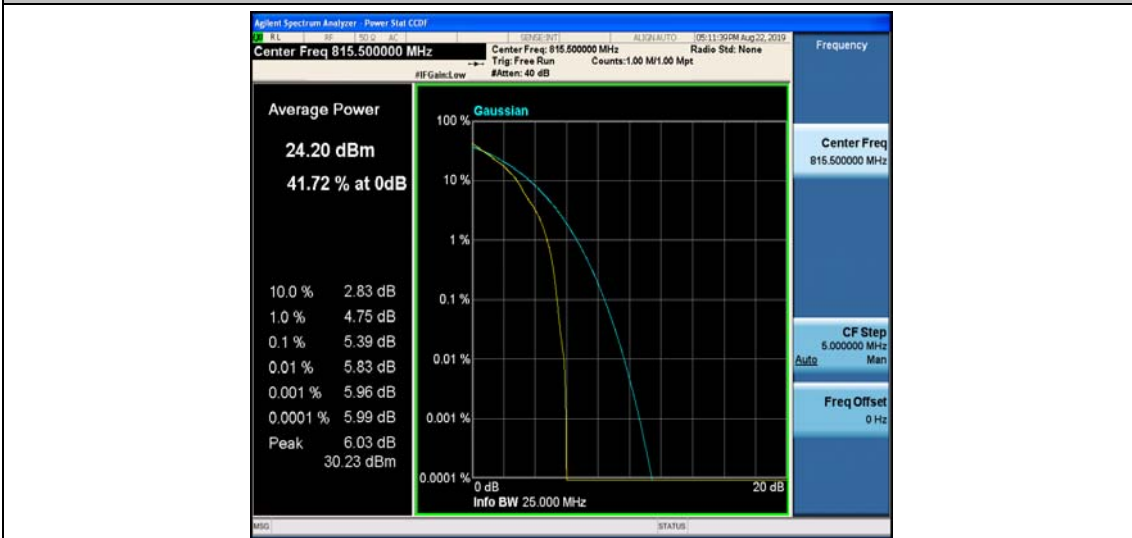 Agilent Spectrum Analyzer - Power Stat CCDF
RL RF 50 Ω AC SENSE:INT ALIGNAUTO 05:11:39PM Aug 22, 2019
Center Freq 815.500000 MHz
Center Freq: 815.500000 MHz Radio Std: None
Trig: Free Run Counts:1.00 M/1.00 Mpt
#IFGain:Low #Atten: 40 dB
Frequency
Average Power
24.20 dBm
41.72 % at 0dB
10.0 % 2.83 dB
1.0 % 4.75 dB
0.1 % 5.39 dB
0.01 % 5.83 dB
0.001 % 5.96 dB
0.0001 % 5.99 dB
Peak 6.03 dB
30.23 dBm
Gaussian
100 %
10 %
1 %
0.1 %
0.01 %
0.001 %
0.0001 %
0 dB 20 dB
Info BW 25.000 MHz
Center Freq
815.500000 MHz
CF Step
5.000000 MHz
Auto Man
Freq Offset
0 Hz
MSG STATUS